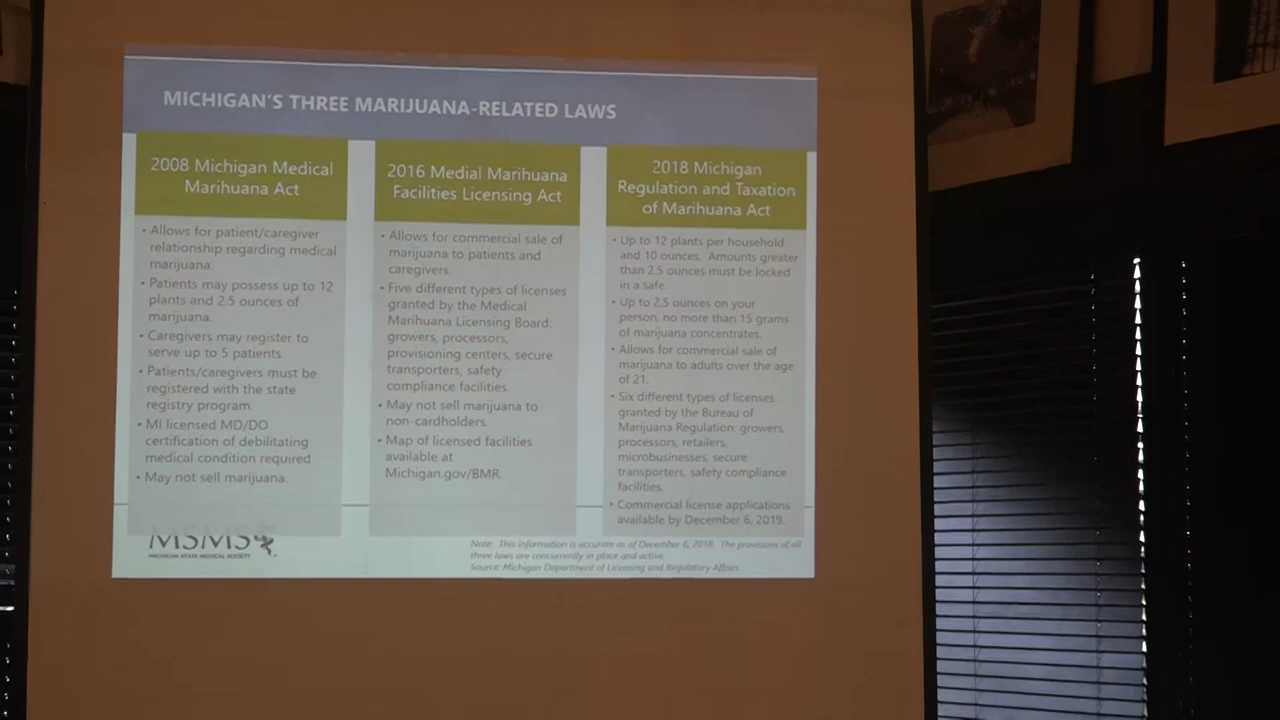 MICHIGAN'S THREE MARIJUANA-RELATED LAWS
2008 Michigan Medical
Marihuana Act
• Allows for patient/caregiver
relationship regarding medical
marijuana.
• Patients may possess up to 12
plants and 2.5 ounces of
marijuana.
• Caregivers may register to
serve up to 5 patients.
• Patients/caregivers must be
registered with the state
registry program.
• MI licensed MD/DO
certification of debilitating
medical condition required
• May not sell marijuana.
2016 Medial Marihuana
Facilities Licensing Act
• Allows for commercial sale of
marijuana to patients and
caregivers.
• Five different types of licenses
granted by the Medical
Marihuana Licensing Board:
growers, processors,
provisioning centers, secure
transporters, safety
compliance facilities.
• May not sell marijuana to
non-cardholders.
• Map of licensed facilities
available at
Michigan.gov/BMR.
2018 Michigan
Regulation and Taxation
of Marihuana Act
• Up to 12 plants per household
and 10 ounces. Amounts greater
than 2.5 ounces must be locked
in a safe.
• Up to 2.5 ounces on your
person, no more than 15 grams
of marijuana concentrates.
• Allows for commercial sale of
marijuana to adults over the age
of 21.
• Six different types of licenses
granted by the Bureau of
Marijuana Regulation: growers,
processors, retailers,
microbusinesses, secure
transporters, safety compliance
facilities.
• Commercial license applications
available by December 6, 2019.
MSMS
MICHIGAN STATE MEDICAL SOCIETY
Note: This information is accurate as of December 6, 2018. The provisions of all
three laws are concurrently in place and active.
Source: Michigan Department of Licensing and Regulatory Affairs